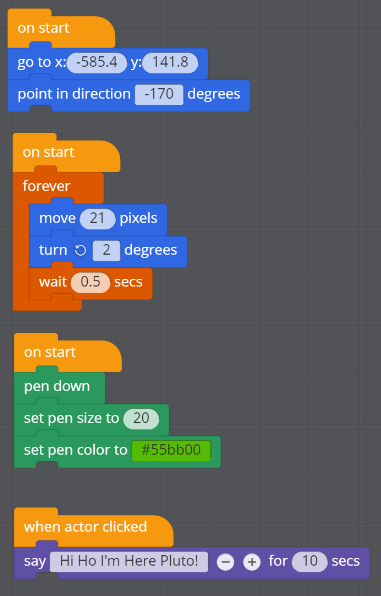 on start
go to x: -585.4 y: 141.8
point in direction -170 degrees
on start
forever
move 21 pixels
turn 2 degrees
wait 0.5 secs
on start
pen down
set pen size to 20
set pen color to #55bb00
when actor clicked
say Hi Ho I'm Here Pluto! − + for 10 secs